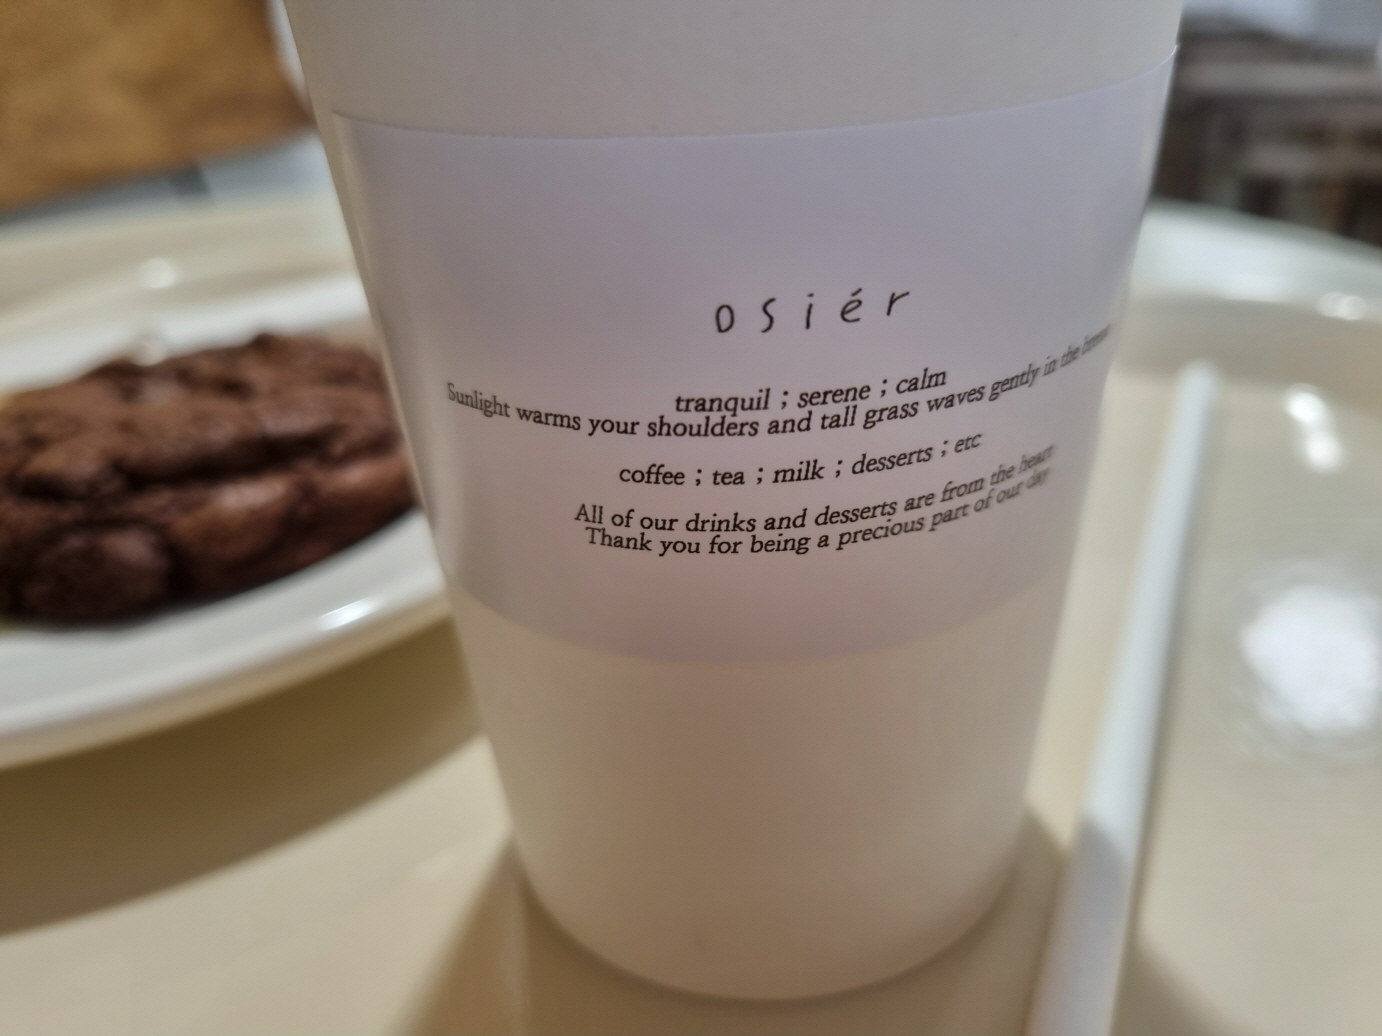 osiér
tranquil ; serene ; calm
Sunlight warms your shoulders and tall grass waves gently in the
coffee ; tea ; milk ; desserts ; etc
All of our drinks and desserts are from the heart
Thank you for being a precious part of our day